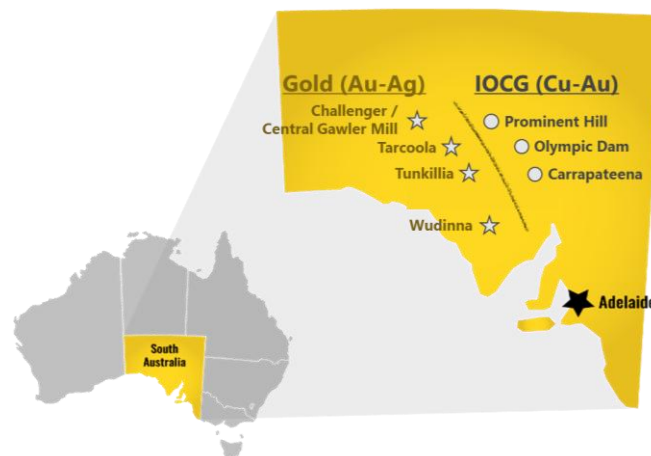 Gold (Au-Ag)
IOCG (Cu-Au)
Challenger /
Central Gawler Mill
Prominent Hill
Tarcoola
Olympic Dam
Tunkillia
Carrapateena
Wudinna
Adelaide
South
Australia